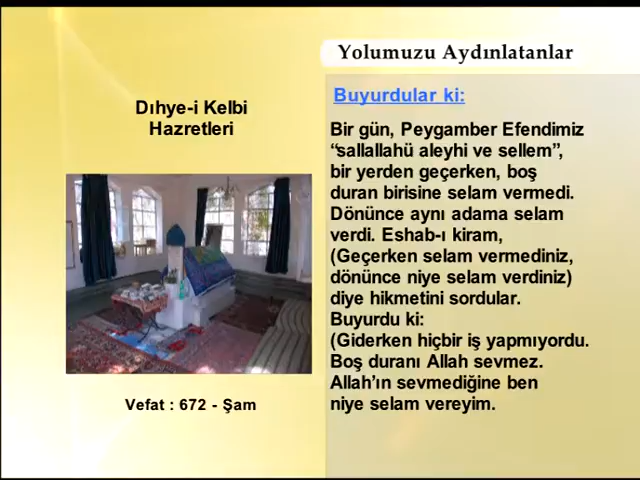 Yolumuzu Aydınlatanlar
Dıhye-i Kelbi
Hazretleri
Vefat : 672 - Şam
Buyurdular ki:
Bir gün, Peygamber Efendimiz
“sallallahü aleyhi ve sellem”,
bir yerden geçerken, boş
duran birisine selam vermedi.
Dönünce aynı adama selam
verdi. Eshab-ı kiram,
(Geçerken selam vermediniz,
dönünce niye selam verdiniz)
diye hikmetini sordular.
Buyurdu ki:
(Giderken hiçbir iş yapmıyordu.
Boş duranı Allah sevmez.
Allah’ın sevmediğine ben
niye selam vereyim.